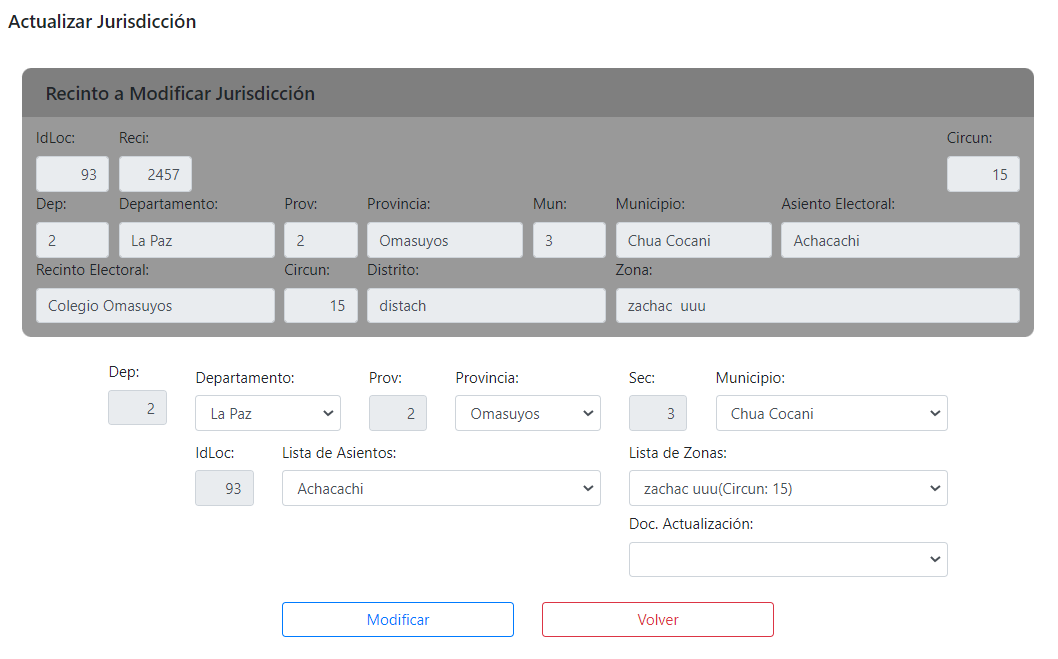 Actualizar Jurisdicción
Recinto a Modificar Jurisdicción
IdLoc: Reci: Circun:
93 2457 15
Dep: Departamento: Prov: Provincia: Mun: Municipio: Asiento Electoral:
2 La Paz 2 Omasuyos 3 Chua Cocani Achacachi
Recinto Electoral: Circun: Distrito: Zona:
Colegio Omasuyos 15 distach zachac uuu
Dep: Departamento: Prov: Provincia: Sec: Municipio:
2 La Paz 2 Omasuyos 3 Chua Cocani
IdLoc: Lista de Asientos: Lista de Zonas:
93 Achacachi zachac uuu(Circun: 15)
Doc. Actualización:
Modificar Volver